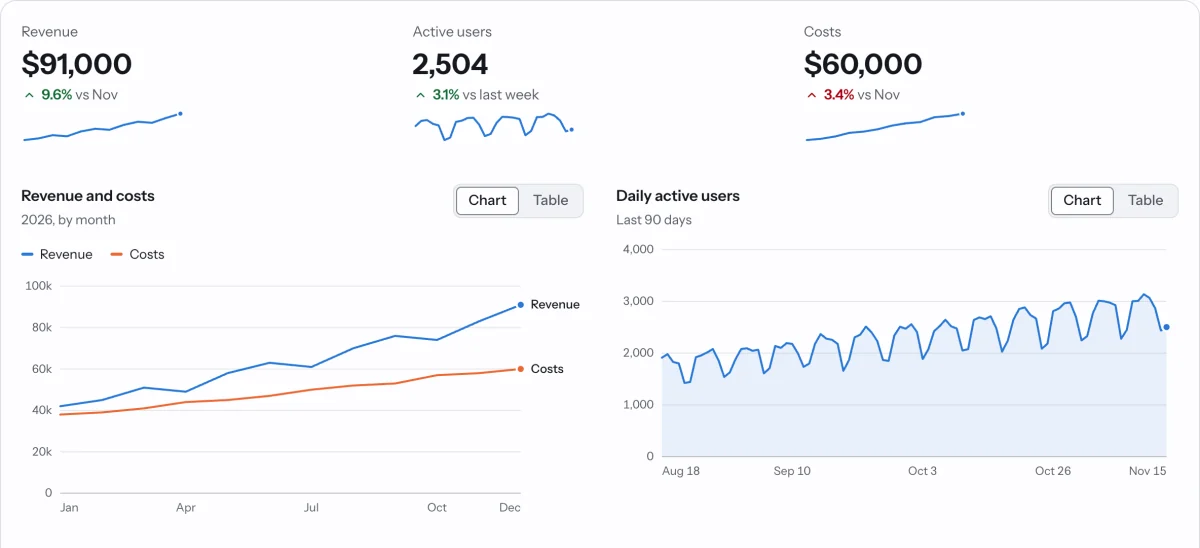 Revenue
$91,000
9.6% vs Nov
Active users
2,504
3.1% vs last week
Costs
$60,000
3.4% vs Nov
Revenue and costs
2026, by month
Chart Table
Revenue Costs
100k
80k
60k
40k
20k
0
Jan Apr Jul Oct Dec
Revenue
Costs
Daily active users
Last 90 days
Chart Table
4,000
3,000
2,000
1,000
0
Aug 18 Sep 10 Oct 3 Oct 26 Nov 15